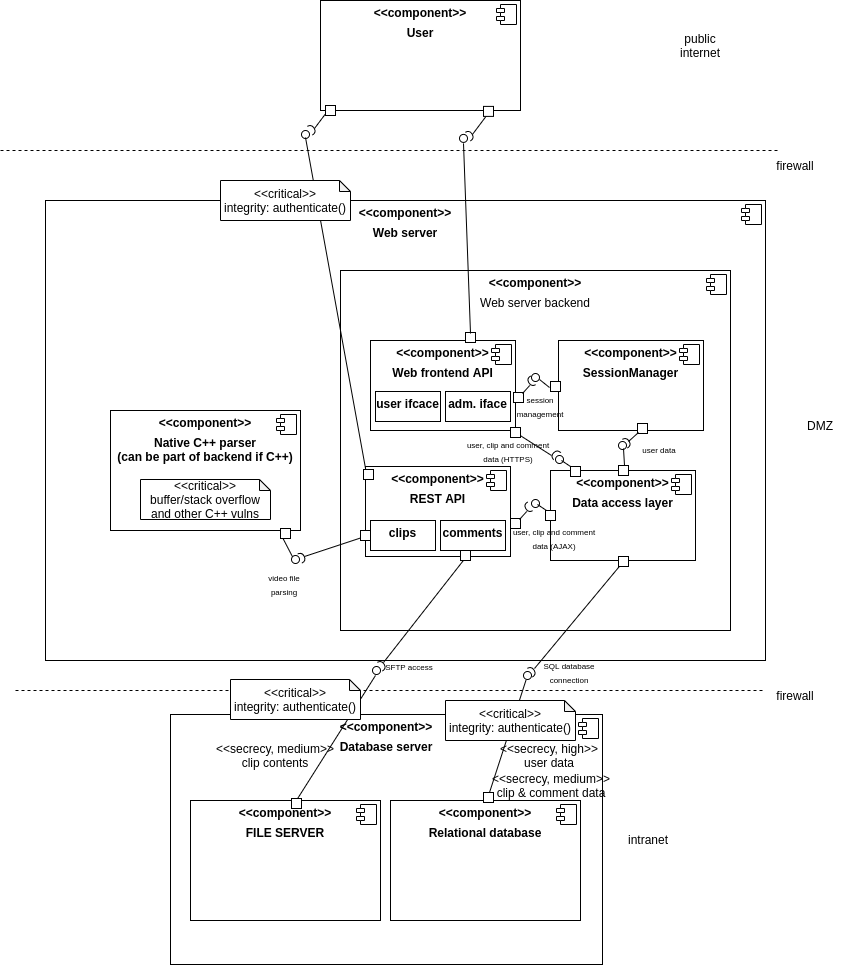 <<component>>
User
public
internet
firewall
<<critical>>
integrity: authenticate()
<<component>>
Web server
<<component>>
Web server backend
<<component>>
Web frontend API
user ifcace
adm. iface
<<component>>
SessionManager
session
management
<<component>>
Native C++ parser
(can be part of backend if C++)
<<critical>>
buffer/stack overflow
and other C++ vulns
DMZ
user, clip and comment
data (HTTPS)
user data
<<component>>
REST API
clips
comments
<<component>>
Data access layer
user, clip and comment
data (AJAX)
video file
parsing
SFTP access
SQL database
connection
firewall
<<critical>>
integrity: authenticate()
<<component>>
Database server
<<critical>>
integrity: authenticate()
<<secrecy, medium>>
clip contents
<<secrecy, high>>
user data
<<secrecy, medium>>
clip & comment data
<<component>>
FILE SERVER
<<component>>
Relational database
intranet